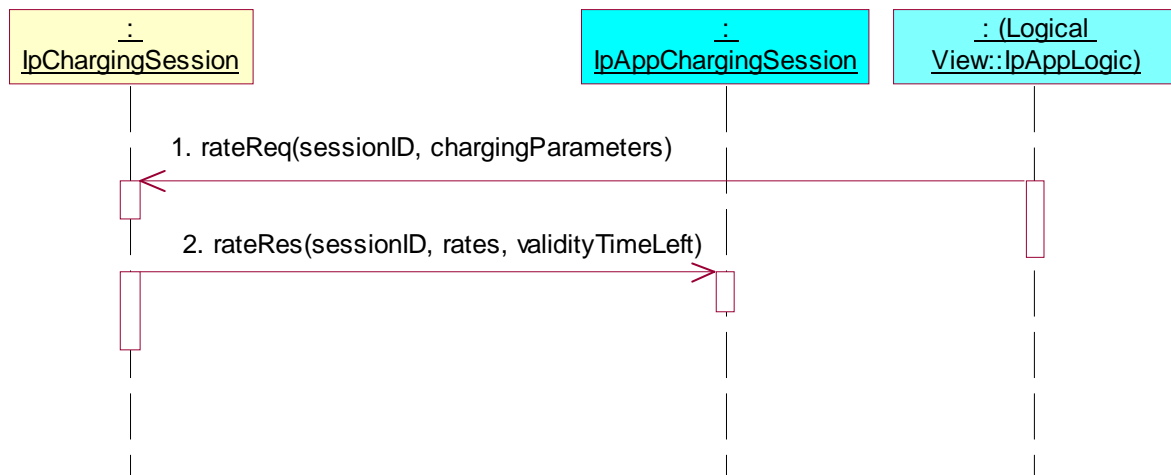 :
IpChargingSession
:
IpAppChargingSession
: (Logical
View::IpAppLogic)
1. rateReq(sessionID, chargingParameters)
2. rateRes(sessionID, rates, validityTimeLeft)